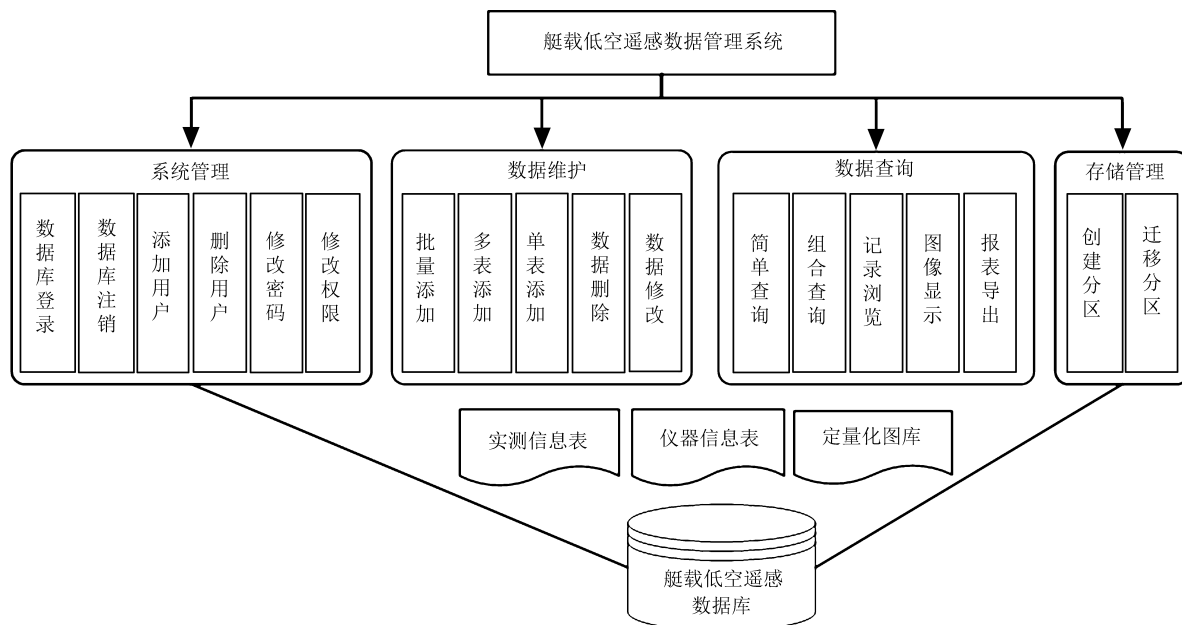 艇载低空遥感数据管理系统
系统管理
数据库登录
数据库注销
添加用户
删除用户
修改密码
修改权限
数据维护
批量添加
多表添加
单表添加
数据删除
数据修改
数据查询
简单查询
组合查询
记录浏览
图像显示
报表导出
存储管理
创建分区
迁移分区
实测信息表
仪器信息表
定量化图库
艇载低空遥感
数据库